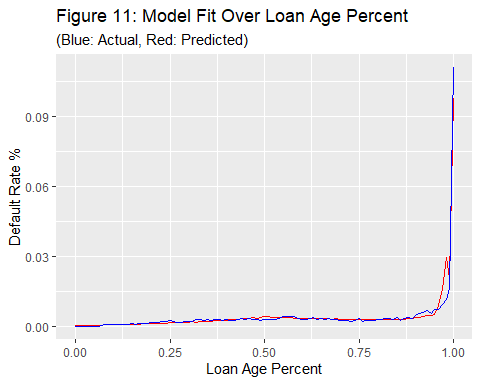 Figure 11: Model Fit Over Loan Age Percent
(Blue: Actual, Red: Predicted)
Default Rate %
0.09
0.06
0.03
0.00
0.00 0.25 0.50 0.75 1.00
Loan Age Percent